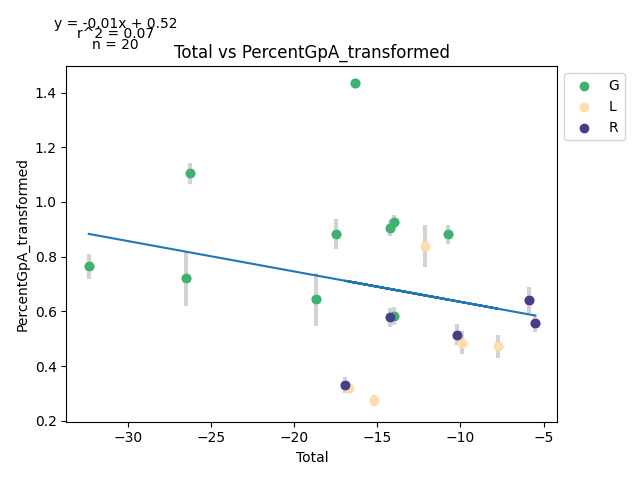 y = -0.01x + 0.52
r^2 = 0.07
n = 20
Total vs PercentGpA_transformed
G
L
R
1.4
1.2
1.0
0.8
0.6
0.4
0.2
PercentGpA_transformed
−30
−25
−20
−15
−10
−5
Total